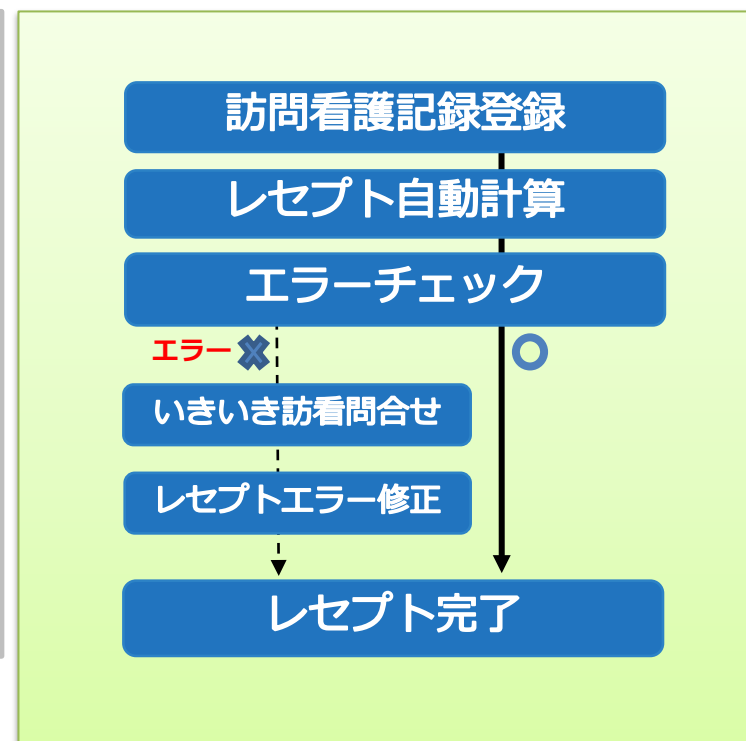 訪問看護記録登録
レセプト自動計算
エラーチェック
エラー
いきいき訪看問合せ
レセプトエラー修正
レセプト完了